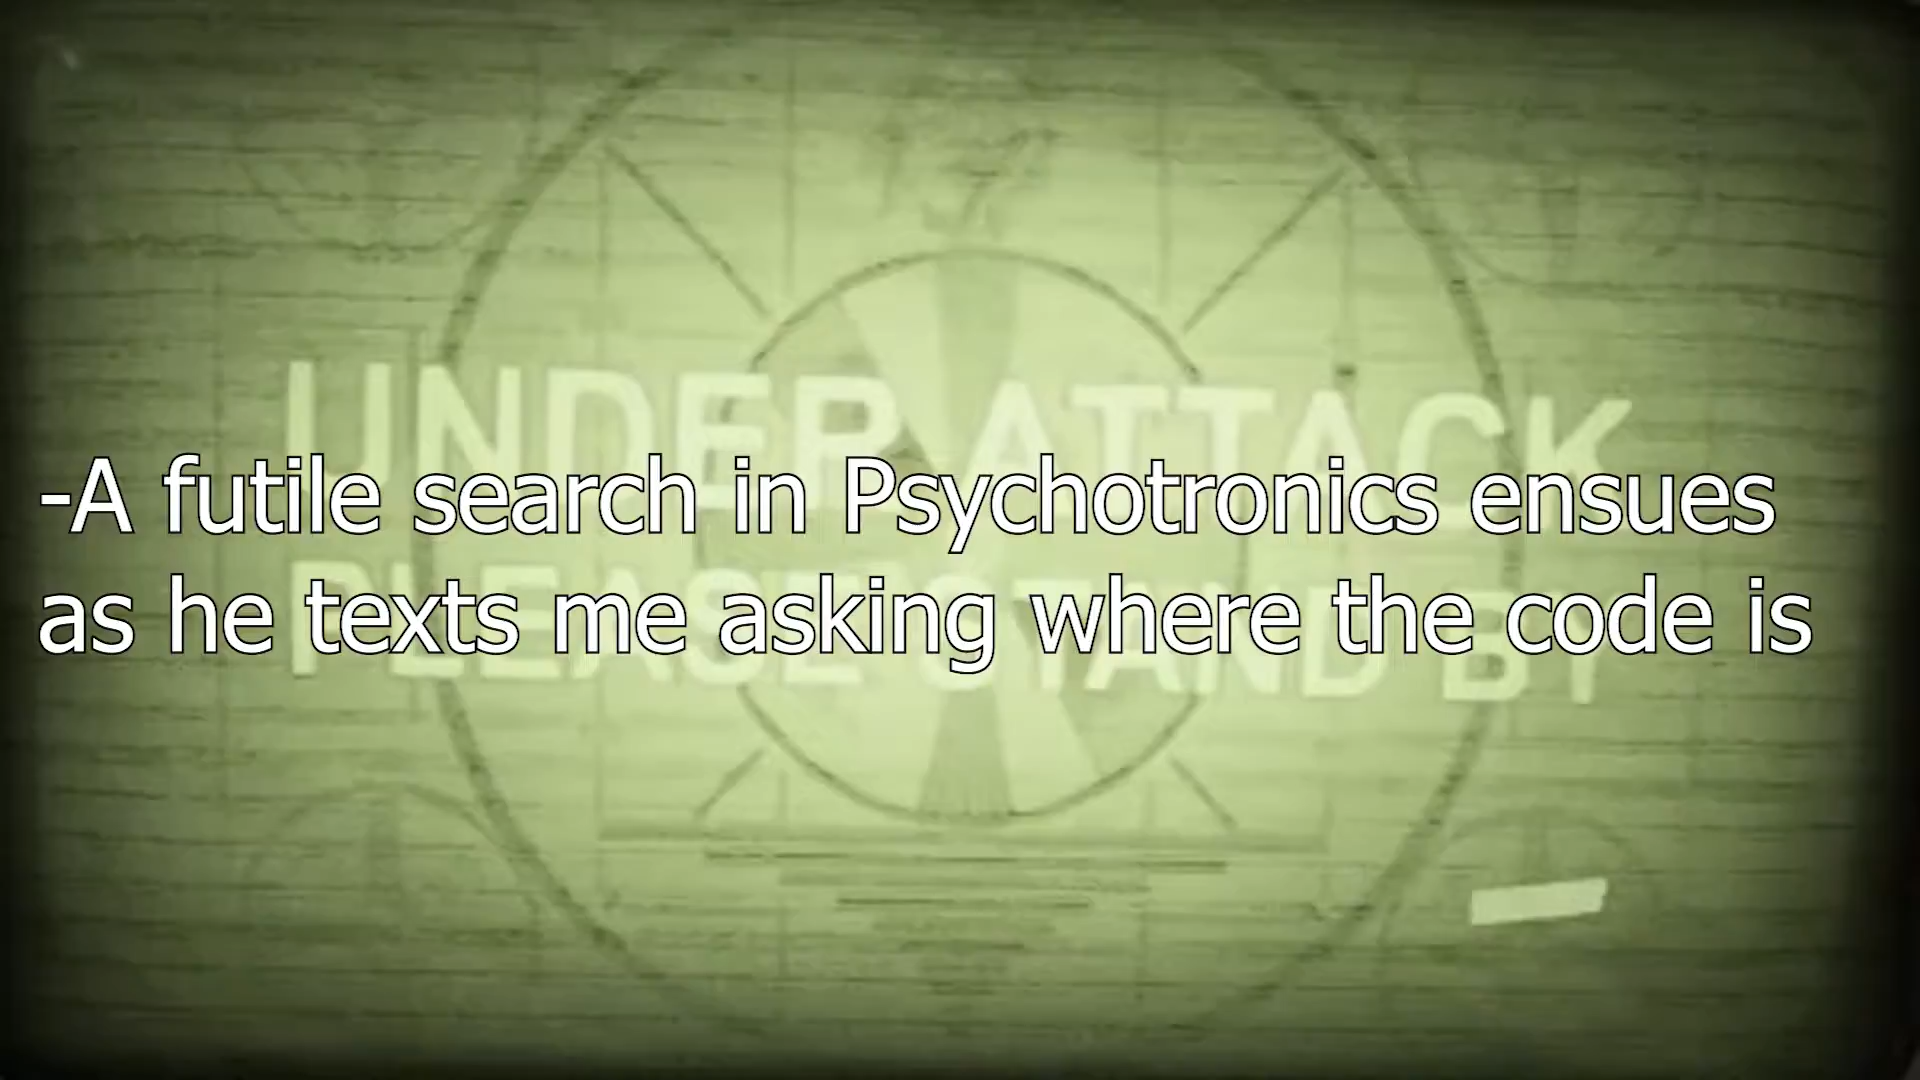 UNDER ATTACK
-A futile search in Psychotronics ensues
as he texts me asking where the code is
PLEASE STAND BY